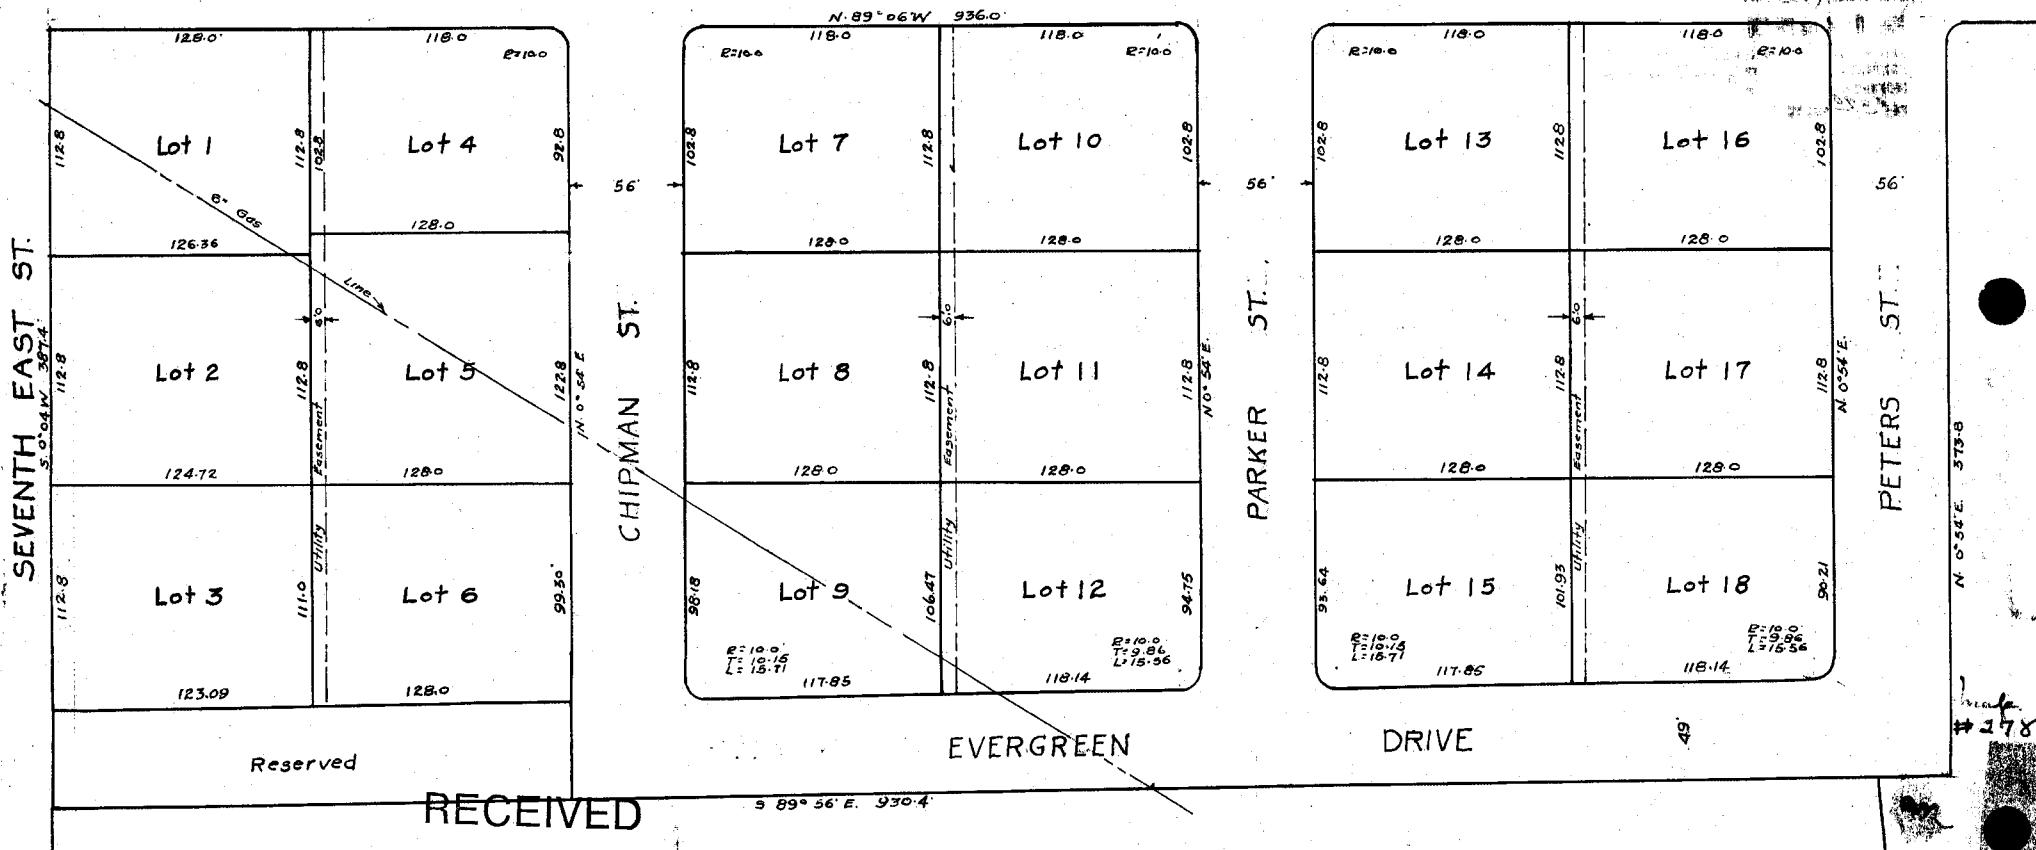 N. 89° 06' W 936.0'
128.0'
118.0
118.0
118.0
118.0
118.0
R=10.0
R=10.0
R=10.0
R=10.0
R=10.0
112.8
Lot 1
112.8
102.8
Lot 4
92.8
102.8
Lot 7
112.8
Lot 10
102.8
102.8
Lot 13
112.8
Lot 16
102.8
56'
56'
56'
6" Gas
Line
126.36
128.0
128.0
128.0
128.0
128.0
SEVENTH EAST ST.
S. 0° 04' W 387.4'
112.8
Lot 2
112.8
6.0
Lot 5
122.8
N. 0° 54' E
CHIPMAN ST.
112.8
Lot 8
112.8
6.0
Lot 11
112.8
N 0° 54' E.
PARKER ST.
112.8
Lot 14
112.8
6.0
Lot 17
112.8
N. 0° 54' E.
PETERS ST.
N. 0° 54' E 373.8
Utility Easement
Utility Easement
Utility Easement
124.72
128.0
128.0
128.0
128.0
128.0
112.8
Lot 3
111.0
Lot 6
99.30'
98.18
Lot 9
106.47
Lot 12
94.75
93.64
Lot 15
101.93
Lot 18
90.21
R=10.0'
T=10.15
L=15.71
R=10.0
T=9.86
L=15.56
R=10.0
T=10.15
L=15.71
R=10.0
T=9.86
L=15.56
123.09
128.0
117.85
118.14
117.85
118.14
Reserved
EVERGREEN DRIVE
49'
#278
RECEIVED
S 89° 56' E. 930.4'